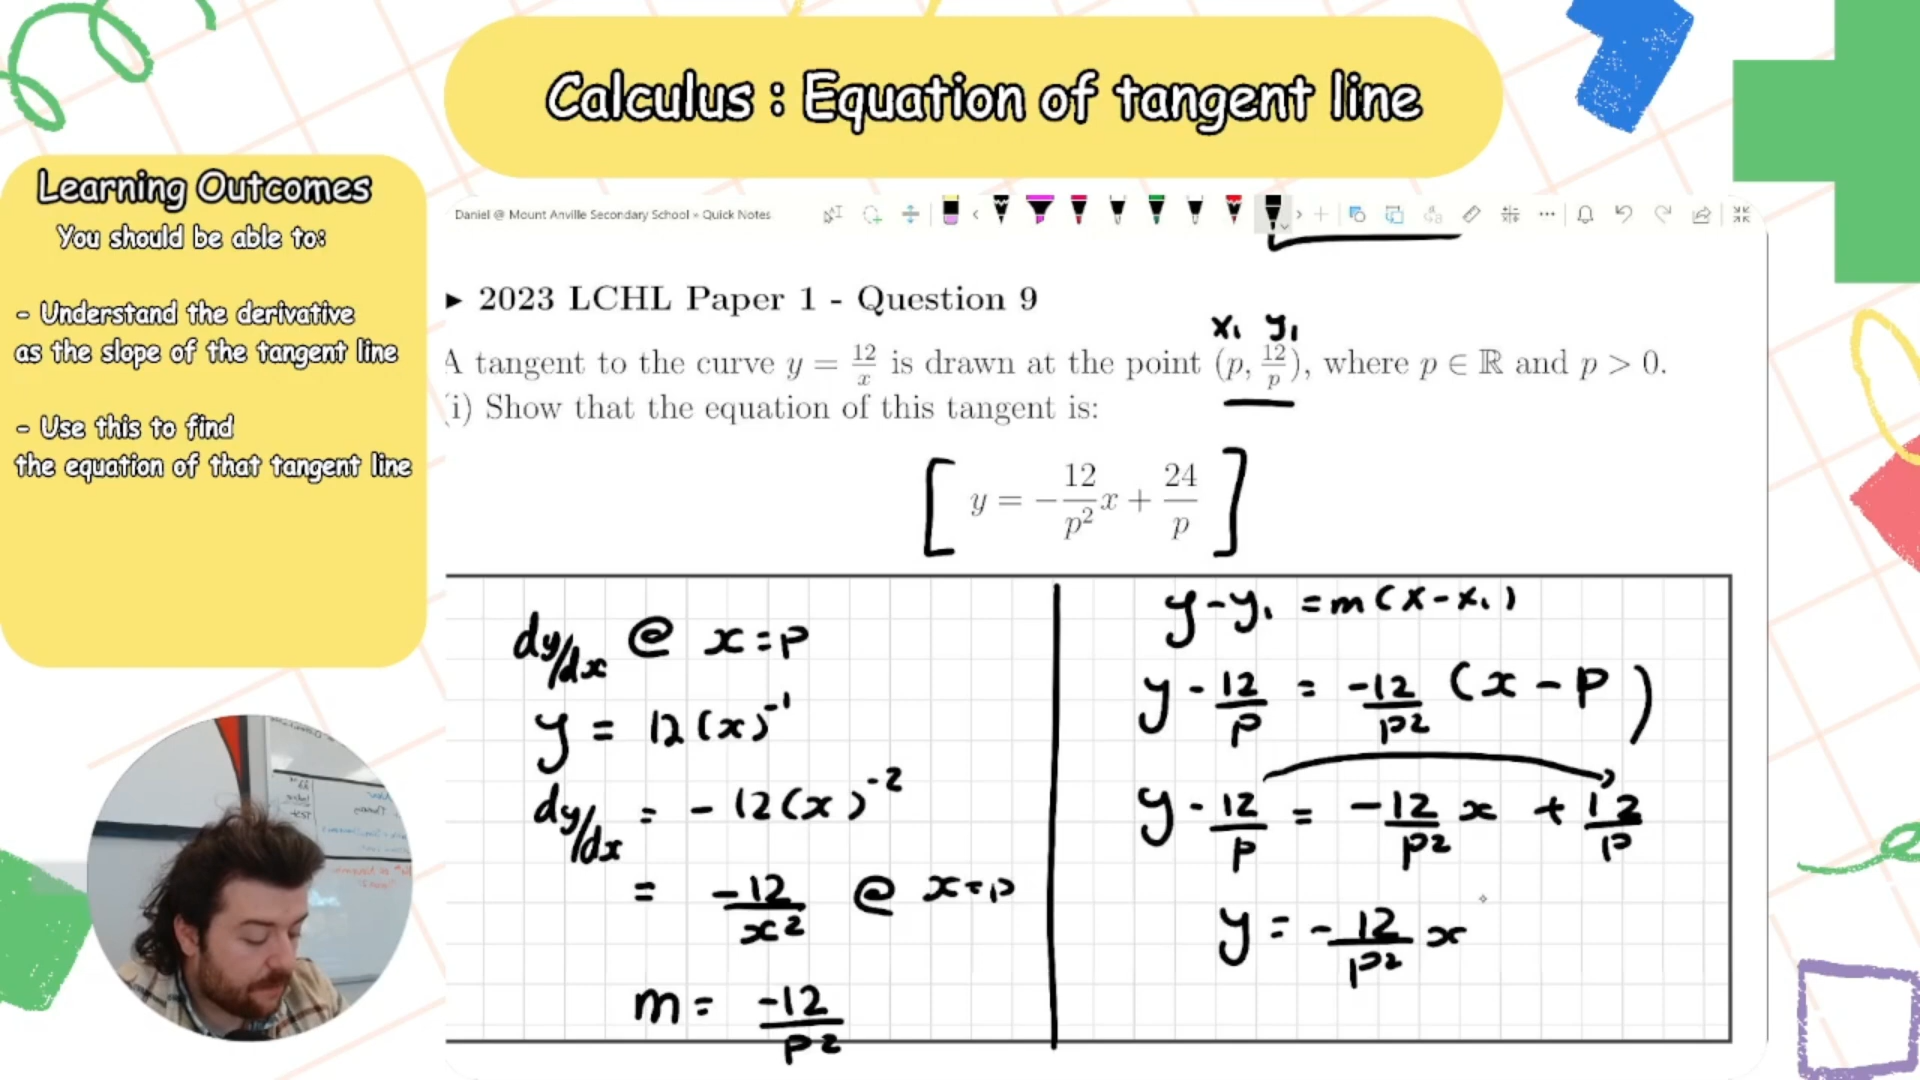 Calculus : Equation of tangent line
Learning Outcomes
You should be able to:
- Understand the derivative
as the slope of the tangent line
- Use this to find
the equation of that tangent line
Daniel @ Mount Anville Secondary School » Quick Notes
▶ 2023 LCHL Paper 1 - Question 9
x₁ y₁
A tangent to the curve y = 12/x is drawn at the point (p, 12/p), where p ∈ ℝ and p > 0.
(i) Show that the equation of this tangent is:
[ y = -12/p² x + 24/p ]
dy/dx @ x = p
y = 12(x)⁻¹
dy/dx = -12(x)⁻²
= -12/x² @ x = p
m = -12/p²
y - y₁ = m(x - x₁)
y - 12/p = -12/p² (x - p)
y - 12/p = -12/p² x + 12/p
y = -12/p² x